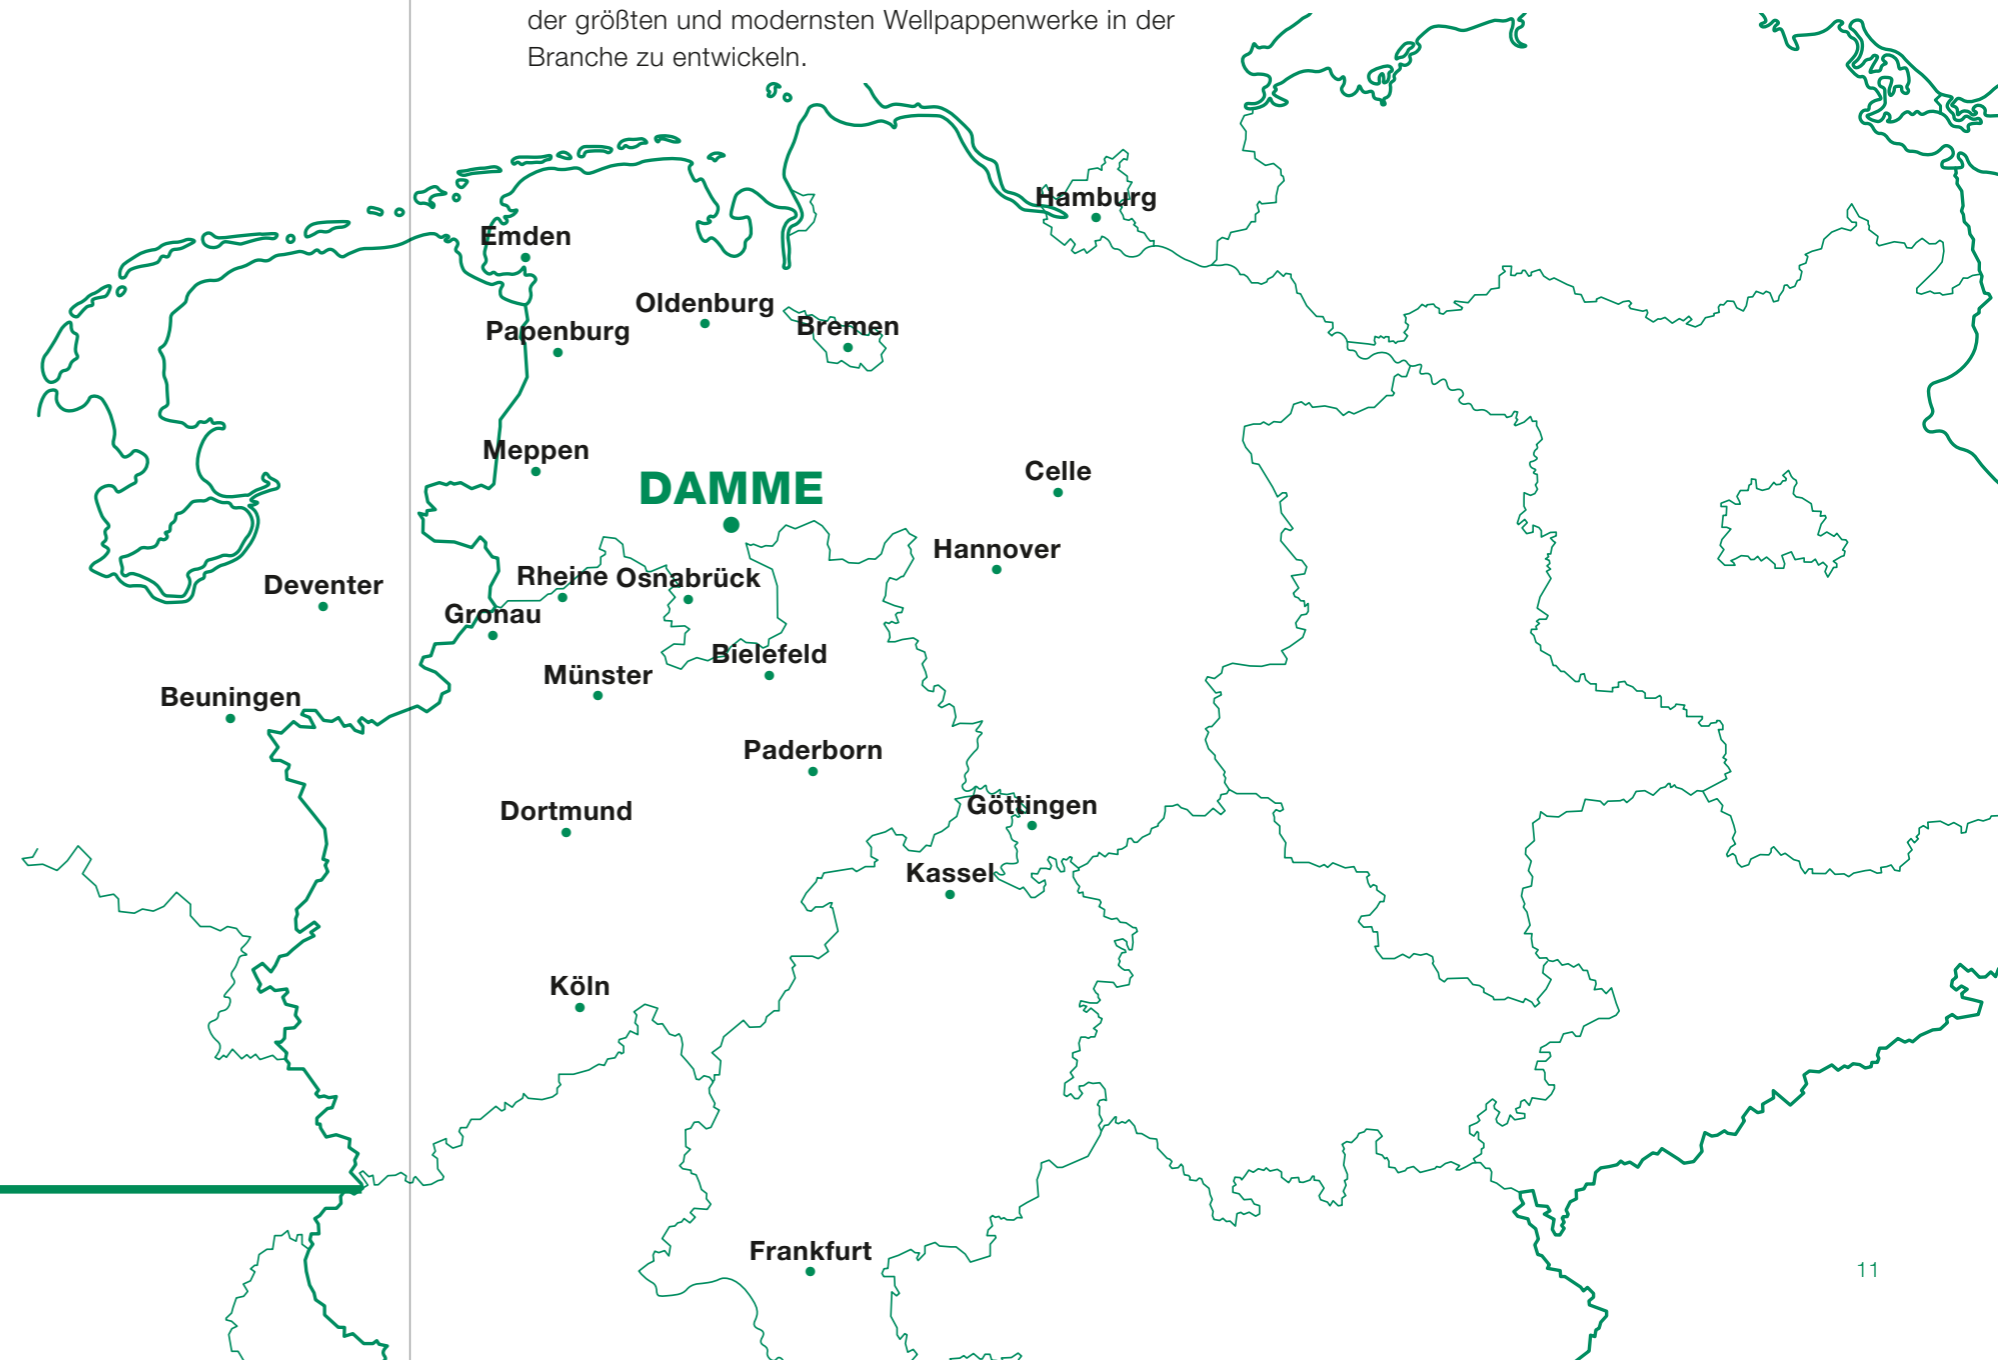 der größten und modernsten Wellpappenwerke in der
Branche zu entwickeln.
Hamburg
Emden
Oldenburg
Papenburg
Bremen
Meppen
Celle
DAMME
Hannover
Rheine
Osnabrück
Deventer
Gronau
Bielefeld
Münster
Beuningen
Paderborn
Göttingen
Dortmund
Kassel
Köln
Frankfurt
11